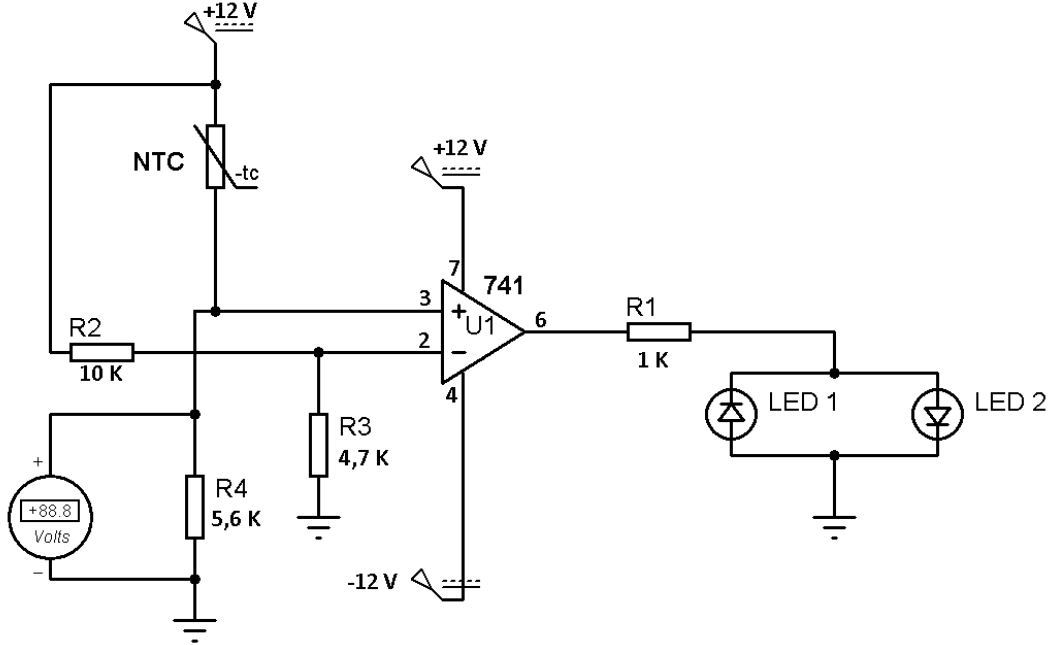 +12 V
NTC
-tc
+12 V
7
741
3
+
U1
6
R1
R2
2
−
1 K
10 K
4
LED 1
LED 2
R3
4,7 K
+
R4
+88.8
5,6 K
Volts
−
-12 V